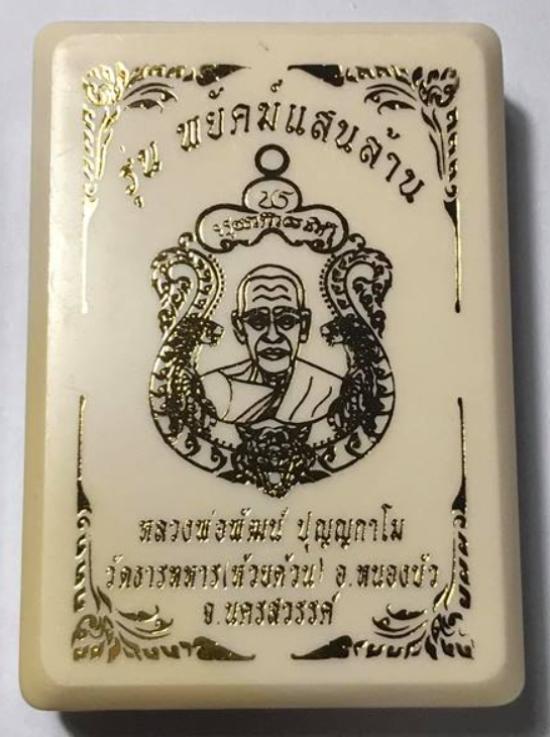 รุ่น พยัคฆ์แสนล้าน
หลวงพ่อพัฒน์ ปุญญกาโม
วัดธารทหาร(ห้วยด้วน) อ.หนองบัว
จ.นครสวรรค์